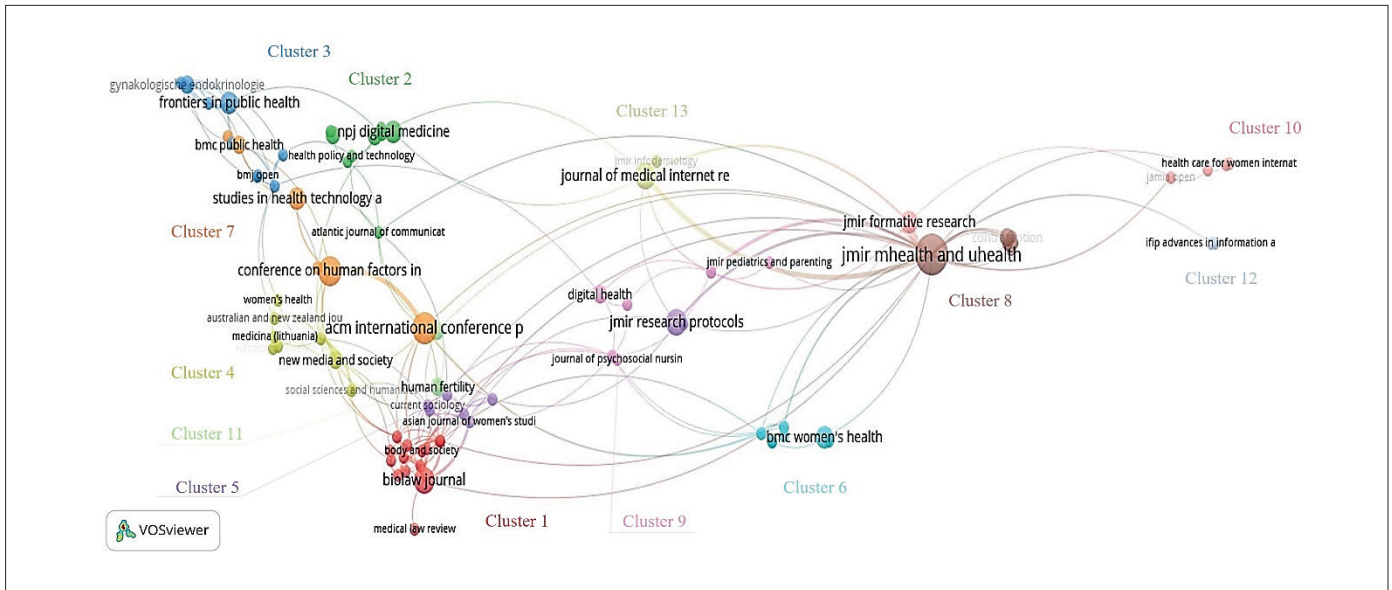 Cluster 3
Cluster 2
gynakologische endokrinologie
frontiers in public health
Cluster 13
npj digital medicine
Cluster 10
bmc public health
health policy and technology
jmir infodemiology
health care for women internat
journal of medical internet re
jamia open
bmj open
studies in health technology a
jmir formative research
Cluster 7
atlantic journal of communicat
contraception
ifip advances in information a
jmir mhealth and uhealth
conference on human factors in
jmir pediatrics and parenting
Cluster 12
women's health
digital health
Cluster 8
australian and new zealand jou
acm international conference p
jmir research protocols
medicina (lithuania)
new media and society
journal of psychosocial nursin
Cluster 4
social sciences and humanities
human fertility
current sociology
asian journal of women's studi
Cluster 11
body and society
bmc women's health
biolaw journal
Cluster 5
Cluster 6
Cluster 1
Cluster 9
medical law review
VOSviewer